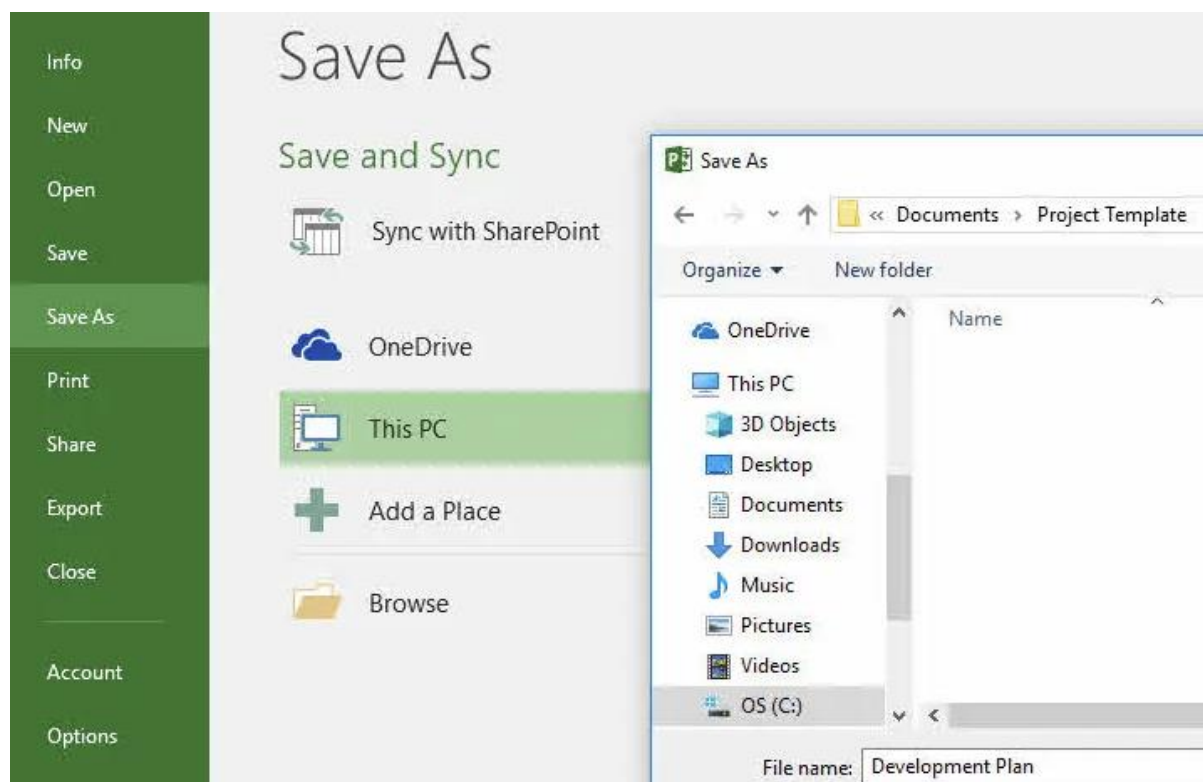 Info
New
Open
Save
Save As
Print
Share
Export
Close
Account
Options
Save As
Save and Sync
Sync with SharePoint
OneDrive
This PC
Add a Place
Browse
Save As
« Documents › Project Template
Organize New folder
Name
OneDrive
This PC
3D Objects
Desktop
Documents
Downloads
Music
Pictures
Videos
OS (C:)
File name: Development Plan